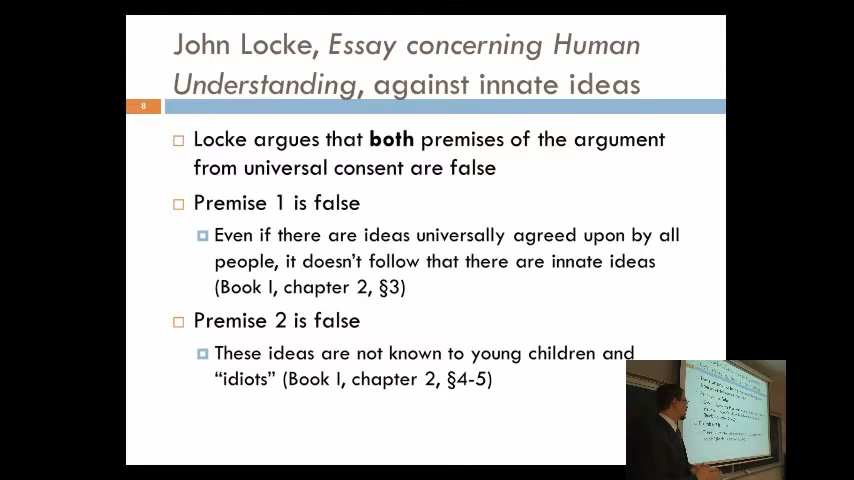 John Locke, Essay concerning Human
Understanding, against innate ideas
8
Locke argues that both premises of the argument
from universal consent are false
Premise 1 is false
Even if there are ideas universally agreed upon by all
people, it doesn't follow that there are innate ideas
(Book I, chapter 2, §3)
Premise 2 is false
These ideas are not known to young children and
"idiots" (Book I, chapter 2, §4-5)